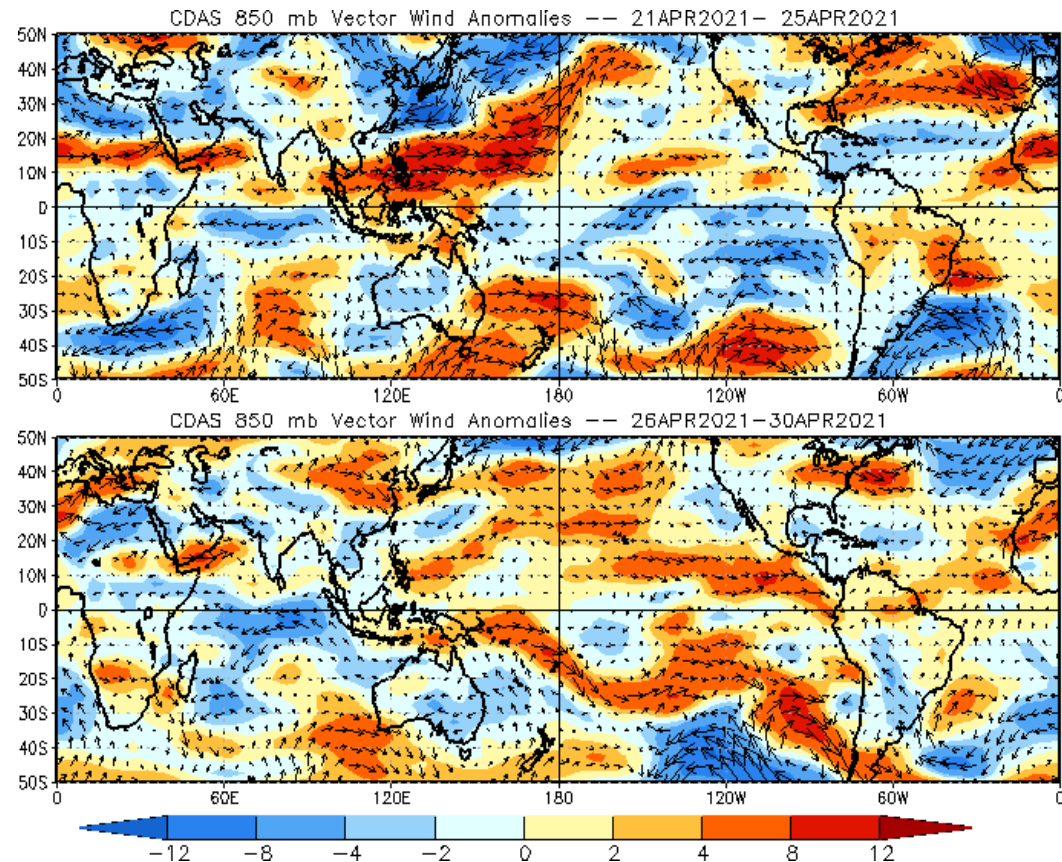 CDAS 850 mb Vector Wind Anomalies -- 21APR2021- 25APR2021
50N
40N
30N
20N
10N
0
10S
20S
30S
40S
50S
0 60E 120E 180 120W 60W 0
CDAS 850 mb Vector Wind Anomalies -- 26APR2021-30APR2021
50N
40N
30N
20N
10N
0
10S
20S
30S
40S
50S
0 60E 120E 180 120W 60W 0
-12 -8 -4 -2 0 2 4 8 12